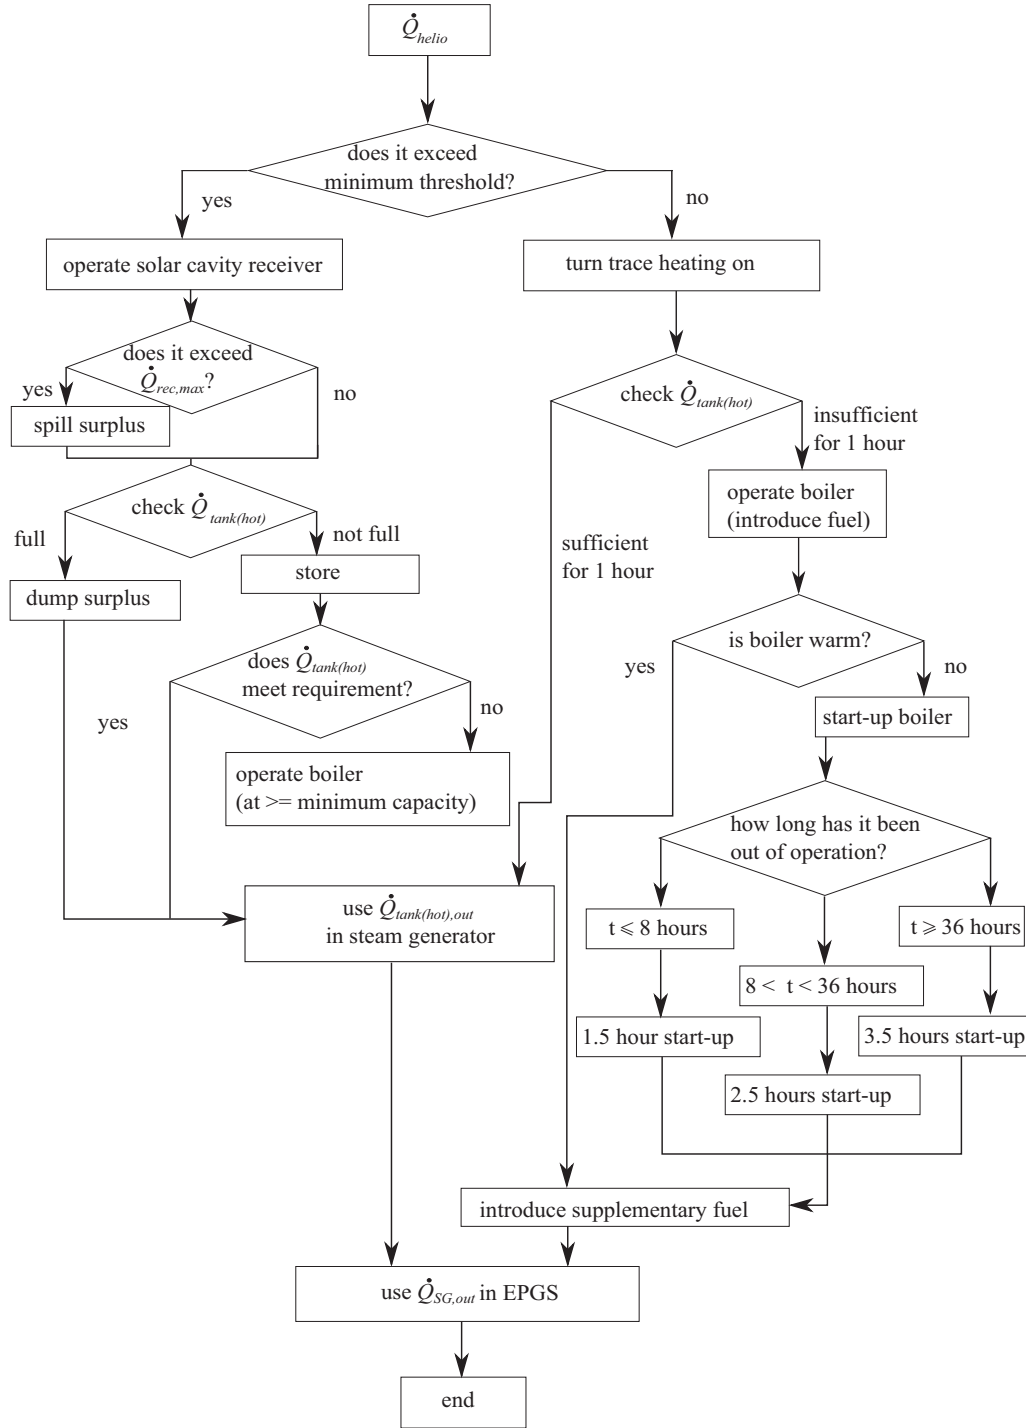 Q̇helio
does it exceed
minimum threshold?
yes
no
operate solar cavity receiver
turn trace heating on
does it exceed
Q̇rec,max?
yes
no
spill surplus
check Q̇tank(hot)
insufficient
for 1 hour
check Q̇tank(hot)
operate boiler
(introduce fuel)
full
not full
sufficient
for 1 hour
store
dump surplus
is boiler warm?
yes
no
does Q̇tank(hot)
meet requirement?
yes
no
start-up boiler
operate boiler
(at >= minimum capacity)
how long has it been
out of operation?
use Q̇tank(hot),out
in steam generator
t ⩽ 8 hours
t ⩾ 36 hours
8 < t < 36 hours
1.5 hour start-up
3.5 hours start-up
2.5 hours start-up
introduce supplementary fuel
use Q̇SG,out in EPGS
end